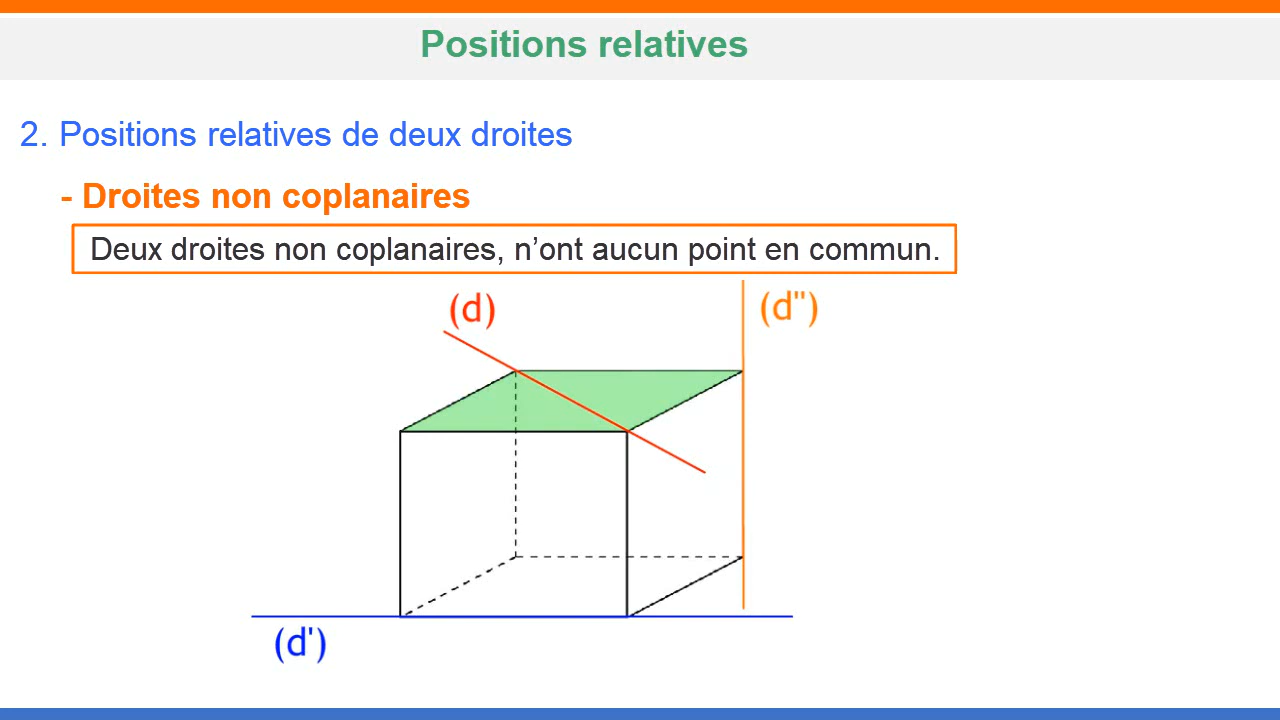 Positions relatives
2. Positions relatives de deux droites
- Droites non coplanaires
Deux droites non coplanaires, n’ont aucun point en commun.
(d)
(d")
(d')